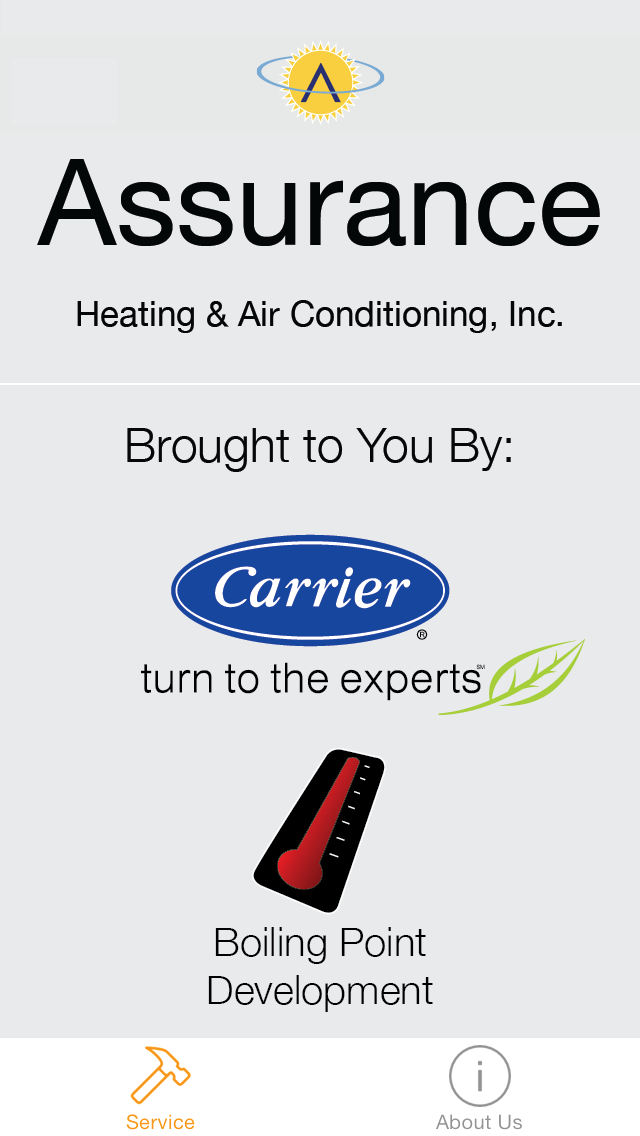 Assurance
Heating & Air Conditioning, Inc.
Brought to You By:
Carrier
®
turn to the experts℠
Boiling Point
Development
Service
About Us